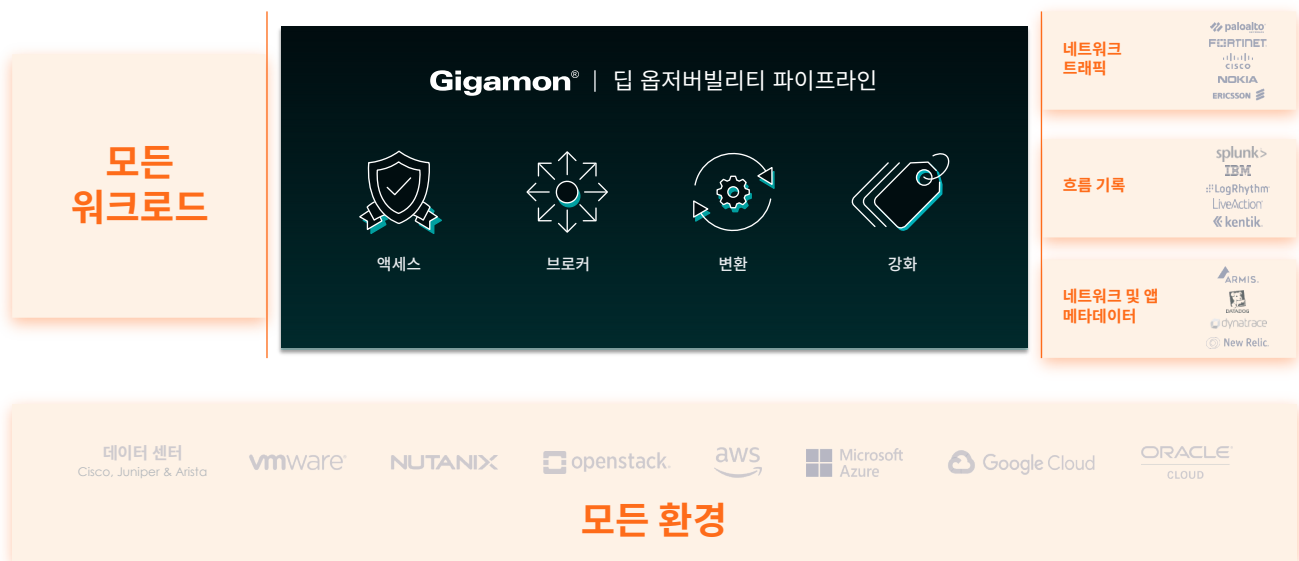 모든
워크로드
Gigamon® | 딥 옵저버빌리티 파이프라인
액세스
브로커
변환
강화
네트워크
트래픽
paloalto
FORTINET
CISCO
NOKIA
ERICSSON
흐름 기록
splunk>
IBM
LogRhythm
LiveAction
kentik
네트워크 및 앱
메타데이터
ARMIS.
DATADOG
dynatrace
New Relic.
데이터 센터
Cisco, Juniper & Arista
vmware
NUTANIX
openstack.
aws
Microsoft
Azure
Google Cloud
ORACLE
CLOUD
모든 환경